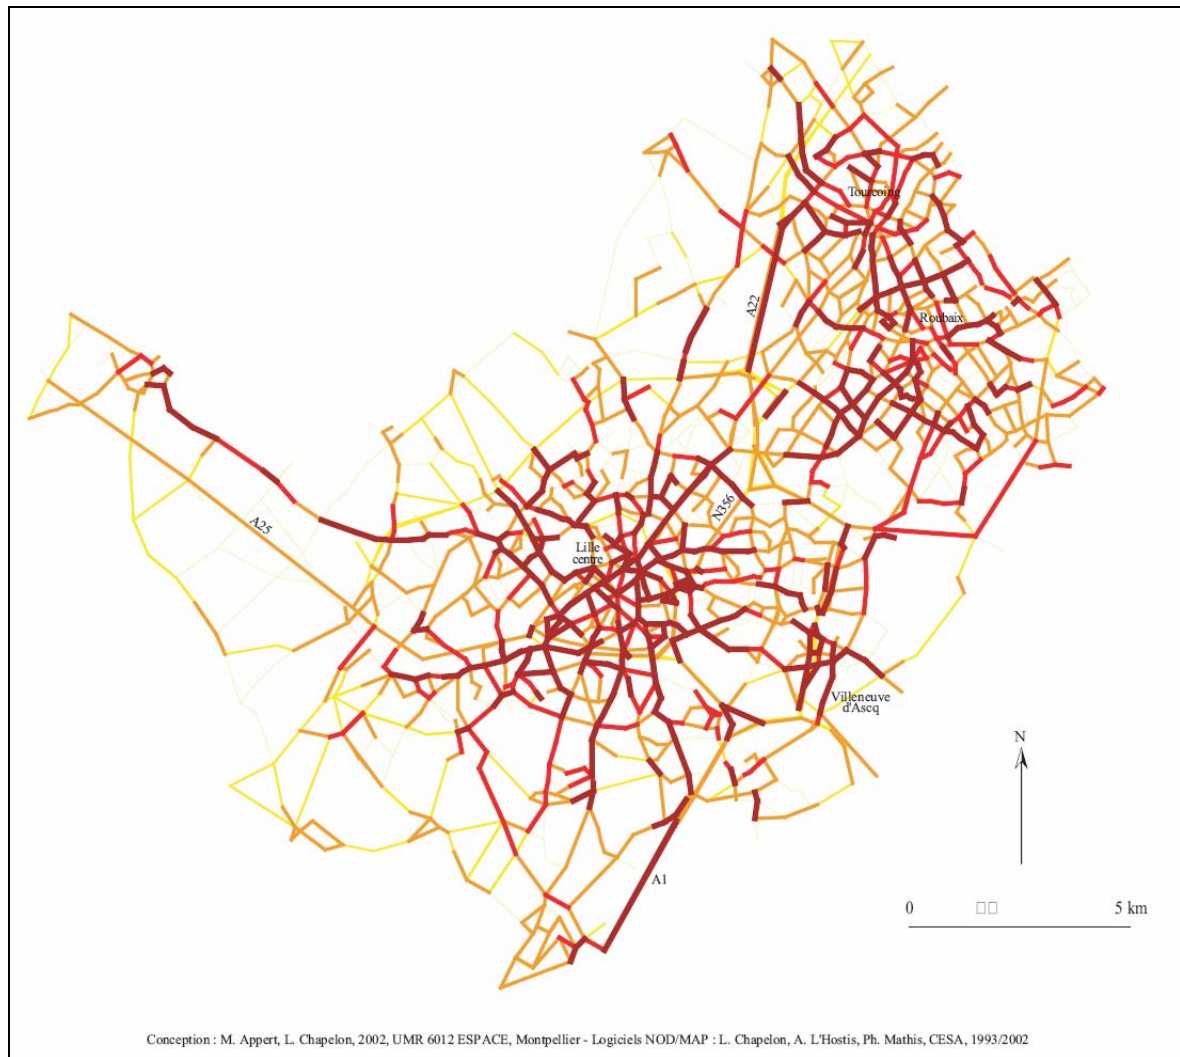 Tourcoing
A22
Roubaix
A25
N356
Lille
centre
Villeneuve
d'Ascq
N
A1
0 5 km
Conception : M. Appert, L. Chapelon, 2002, UMR 6012 ESPACE, Montpellier - Logiciels NOD/MAP : L. Chapelon, A. L'Hostis, Ph. Mathis, CESA, 1993/2002